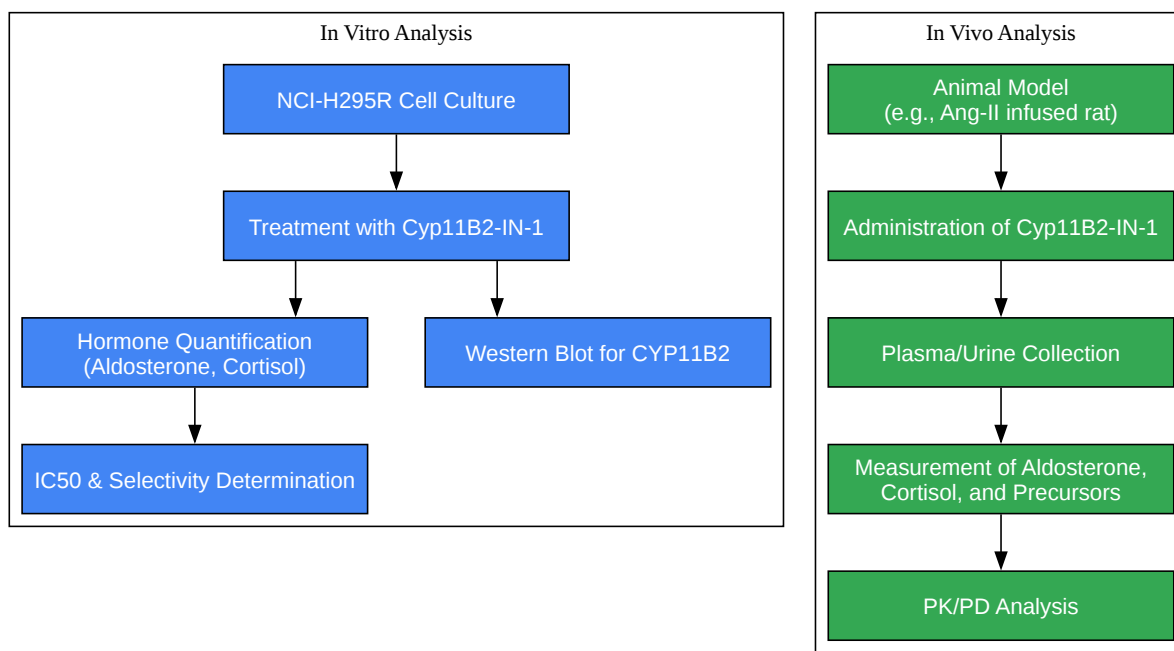 In Vitro Analysis
NCI-H295R Cell Culture
Treatment with Cyp11B2-IN-1
Hormone Quantification
(Aldosterone, Cortisol)
Western Blot for CYP11B2
IC50 & Selectivity Determination
In Vivo Analysis
Animal Model
(e.g., Ang-II infused rat)
Administration of Cyp11B2-IN-1
Plasma/Urine Collection
Measurement of Aldosterone,
Cortisol, and Precursors
PK/PD Analysis